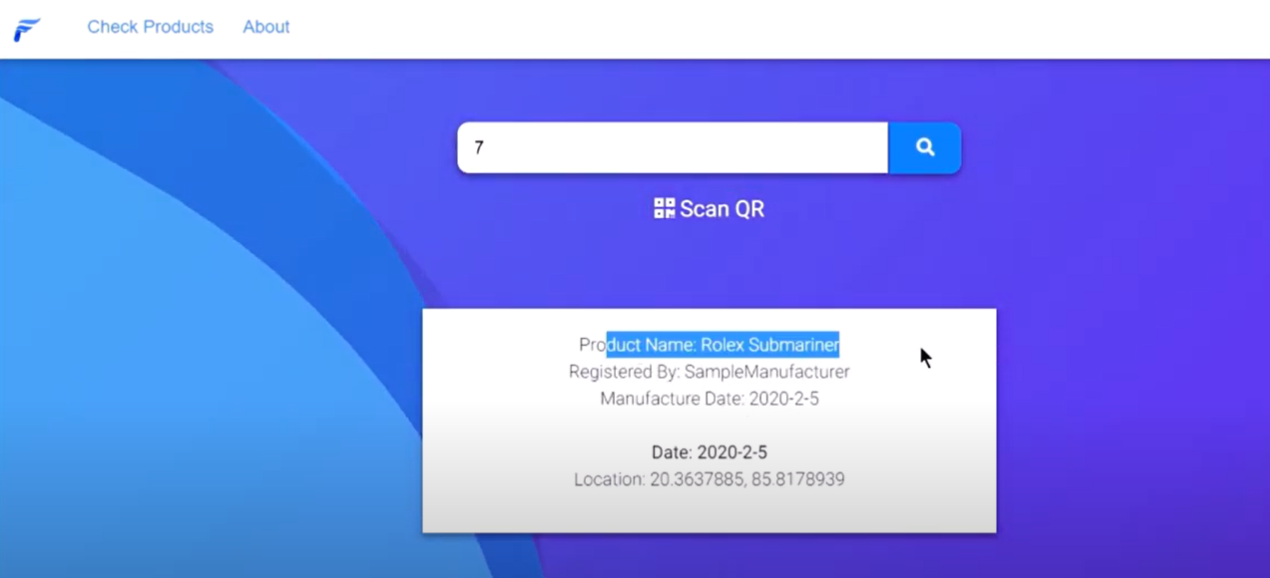 Check Products About
7
Scan QR
Product Name: Rolex Submariner
Registered By: SampleManufacturer
Manufacture Date: 2020-2-5
Date: 2020-2-5
Location: 20.3637885, 85.8178939